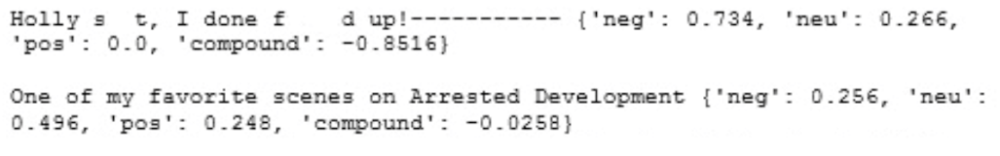 Holly s t, I done f d up!----------- {'neg': 0.734, 'neu': 0.266,
'pos': 0.0, 'compound': -0.8516}
One of my favorite scenes on Arrested Development {'neg': 0.256, 'neu':
0.496, 'pos': 0.248, 'compound': -0.0258}